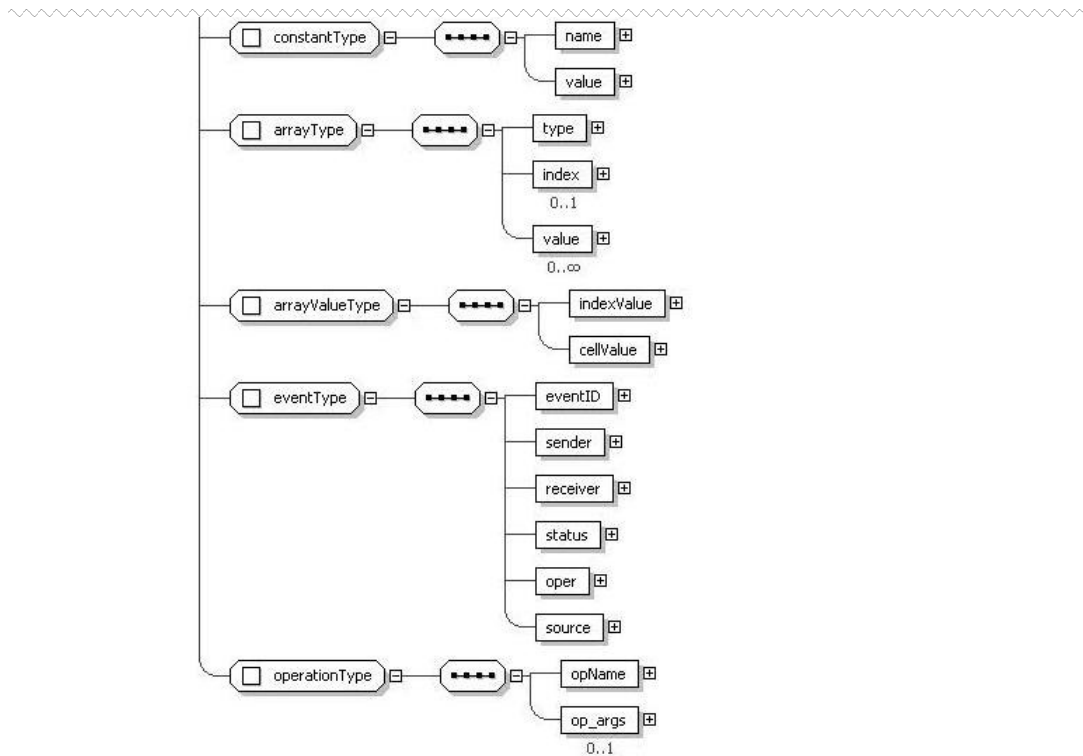 constantType
name
value
arrayType
type
index
0..1
value
0..∞
arrayValueType
indexValue
cellValue
eventType
eventID
sender
receiver
status
oper
source
operationType
opName
op_args
0..1